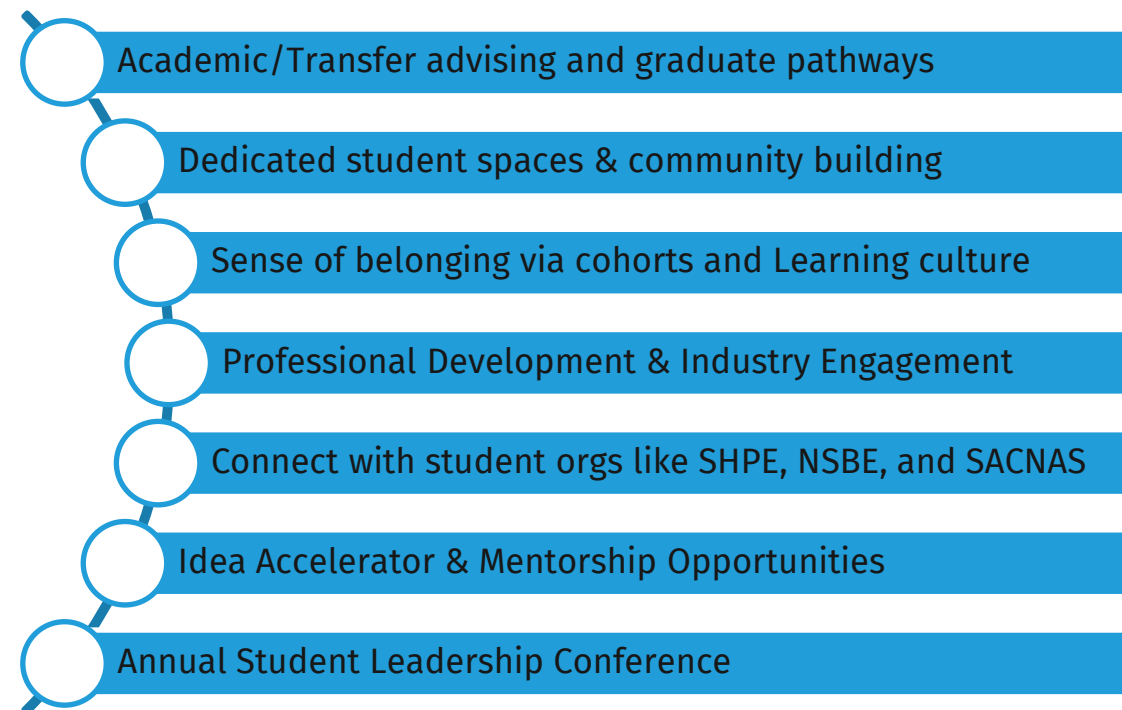 Academic/Transfer advising and graduate pathways
Dedicated student spaces & community building
Sense of belonging via cohorts and Learning culture
Professional Development & Industry Engagement
Connect with student orgs like SHPE, NSBE, and SACNAS
Idea Accelerator & Mentorship Opportunities
Annual Student Leadership Conference